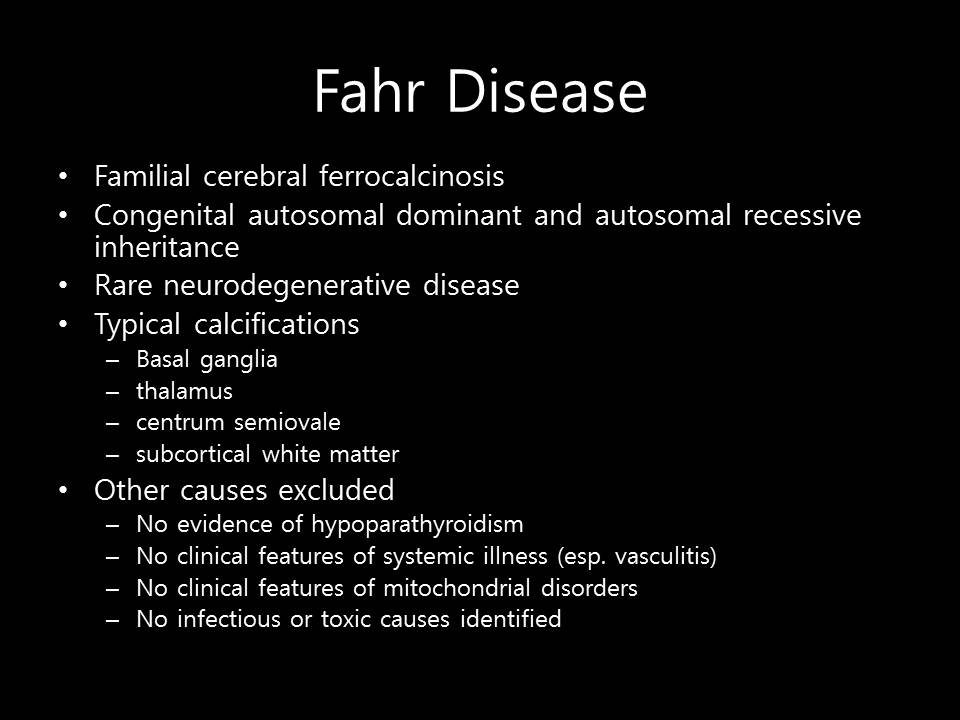 Fahr Disease
• Familial cerebral ferrocalcinosis
• Congenital autosomal dominant and autosomal recessive
inheritance
• Rare neurodegenerative disease
• Typical calcifications
– Basal ganglia
– thalamus
– centrum semiovale
– subcortical white matter
• Other causes excluded
– No evidence of hypoparathyroidism
– No clinical features of systemic illness (esp. vasculitis)
– No clinical features of mitochondrial disorders
– No infectious or toxic causes identified